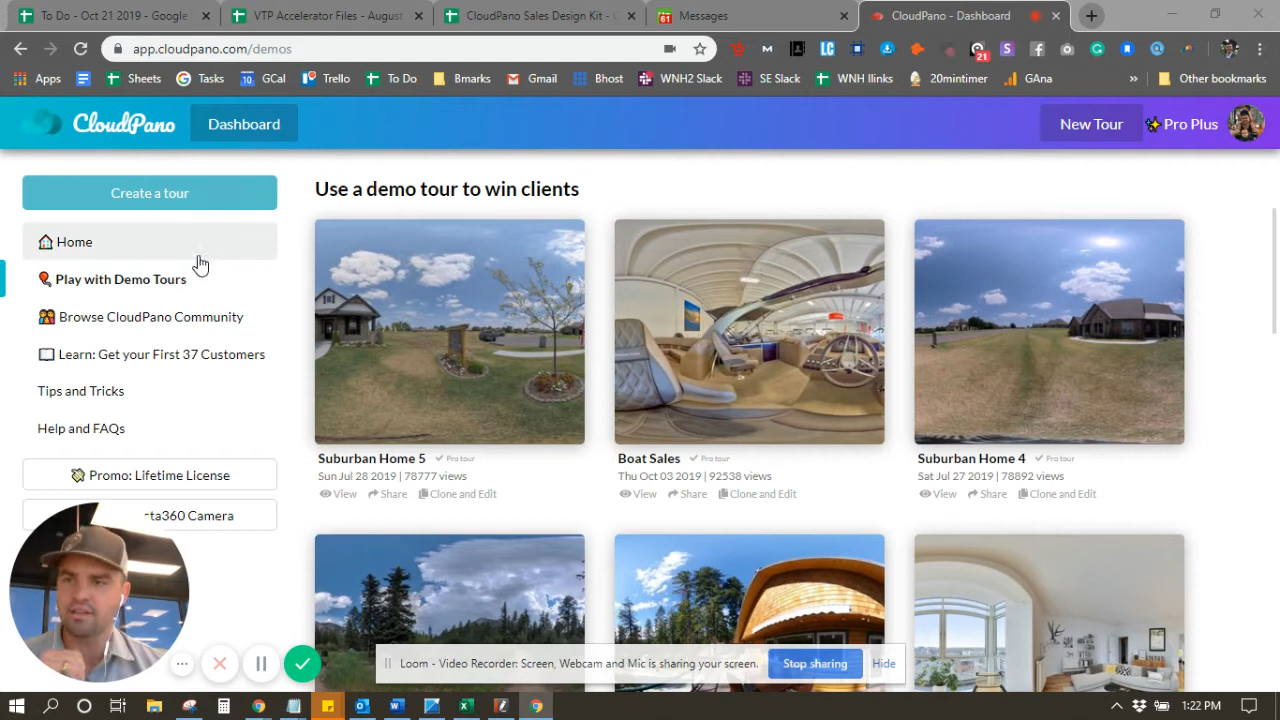 To Do - Oct 21 2019 - Google
VTP Accelerator Files - August
CloudPano Sales Design Kit - C
61
Messages
CloudPano - Dashboard
app.cloudpano.com/demos
21
Apps
Sheets
Tasks
10
GCal
Trello
To Do
Bmarks
Gmail
Bhost
WNH2 Slack
SE Slack
WNH llinks
20mintimer
GAna
»
Other bookmarks
CloudPano
Dashboard
New Tour
Pro Plus
Create a tour
Home
Play with Demo Tours
Browse CloudPano Community
Learn: Get your First 37 Customers
Tips and Tricks
Help and FAQs
Promo: Lifetime License
ta360 Camera
Use a demo tour to win clients
Suburban Home 5 Pro tour
Sun Jul 28 2019 | 78777 views
View Share Clone and Edit
Boat Sales Pro tour
Thu Oct 03 2019 | 92538 views
View Share Clone and Edit
Suburban Home 4 Pro tour
Sat Jul 27 2019 | 78892 views
View Share Clone and Edit
Loom - Video Recorder: Screen, Webcam and Mic is sharing your screen.
Stop sharing
Hide
1:22 PM